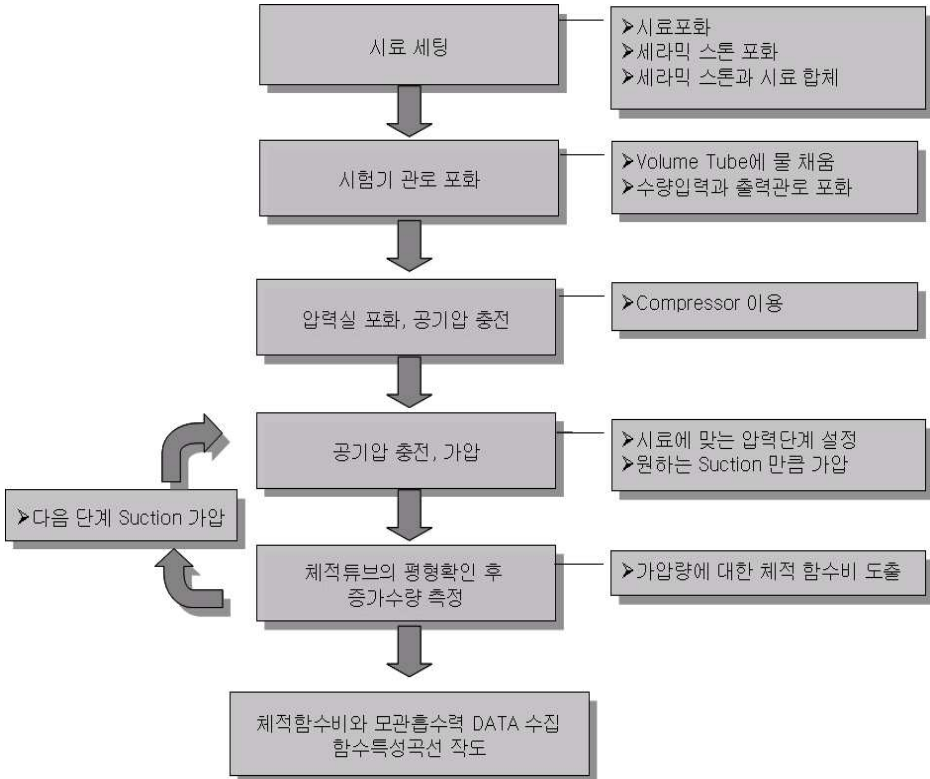 시료 세팅
➢시료포화
➢세라믹 스톤 포화
➢세라믹 스톤과 시료 합체
시험기 관로 포화
➢Volume Tube에 물 채움
➢수량입력과 출력관로 포화
압력실 포화, 공기압 충전
➢Compressor 이용
공기압 충전, 가압
➢시료에 맞는 압력단계 설정
➢원하는 Suction 만큼 가압
➢다음 단계 Suction 가압
체적튜브의 평형확인 후
증가수량 측정
➢가압량에 대한 체적 함수비 도출
체적함수비와 모관흡수력 DATA 수집
함수특성곡선 작도